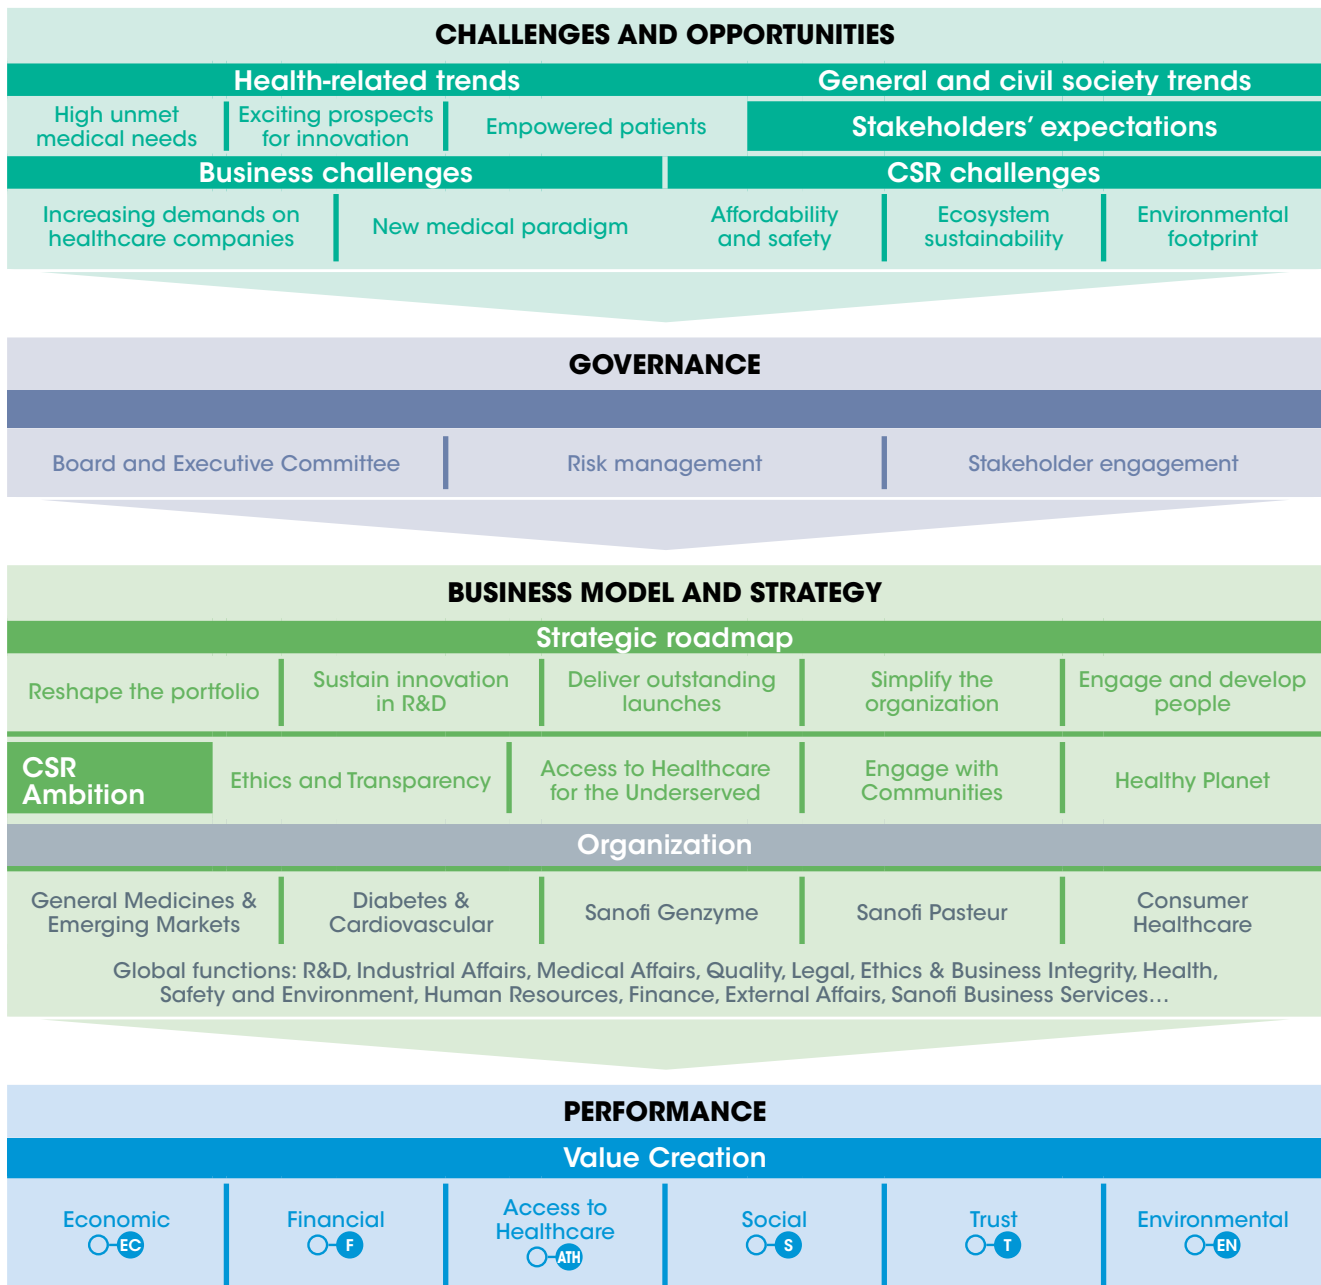 CHALLENGES AND OPPORTUNITIES
Health-related trends
General and civil society trends
High unmet
medical needs
Exciting prospects
for innovation
Empowered patients
Stakeholders’ expectations
Business challenges
CSR challenges
Increasing demands on
healthcare companies
New medical paradigm
Affordability
and safety
Ecosystem
sustainability
Environmental
footprint
GOVERNANCE
Board and Executive Committee
Risk management
Stakeholder engagement
BUSINESS MODEL AND STRATEGY
Strategic roadmap
Reshape the portfolio
Sustain innovation
in R&D
Deliver outstanding
launches
Simplify the
organization
Engage and develop
people
CSR
Ambition
Ethics and Transparency
Access to Healthcare
for the Underserved
Engage with
Communities
Healthy Planet
Organization
General Medicines &
Emerging Markets
Diabetes &
Cardiovascular
Sanofi Genzyme
Sanofi Pasteur
Consumer
Healthcare
Global functions: R&D, Industrial Affairs, Medical Affairs, Quality, Legal, Ethics & Business Integrity, Health,
Safety and Environment, Human Resources, Finance, External Affairs, Sanofi Business Services…
PERFORMANCE
Value Creation
Economic
EC
Financial
F
Access to
Healthcare
ATH
Social
S
Trust
T
Environmental
EN